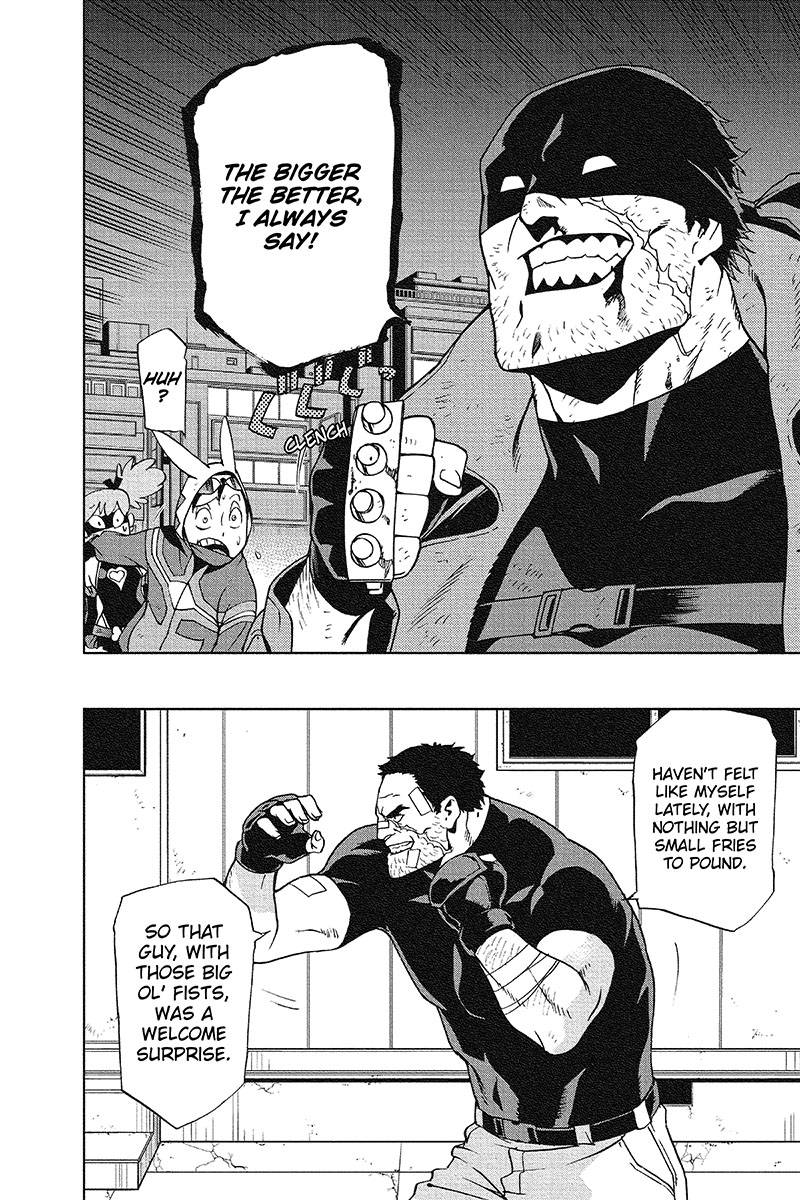 THE BIGGER
THE BETTER,
I ALWAYS
SAY!
HUH
?
CLENCH
HAVEN'T FELT
LIKE MYSELF
LATELY, WITH
NOTHING BUT
SMALL FRIES
TO POUND.
SO THAT
GUY, WITH
THOSE BIG
OL' FISTS,
WAS A
WELCOME
SURPRISE.